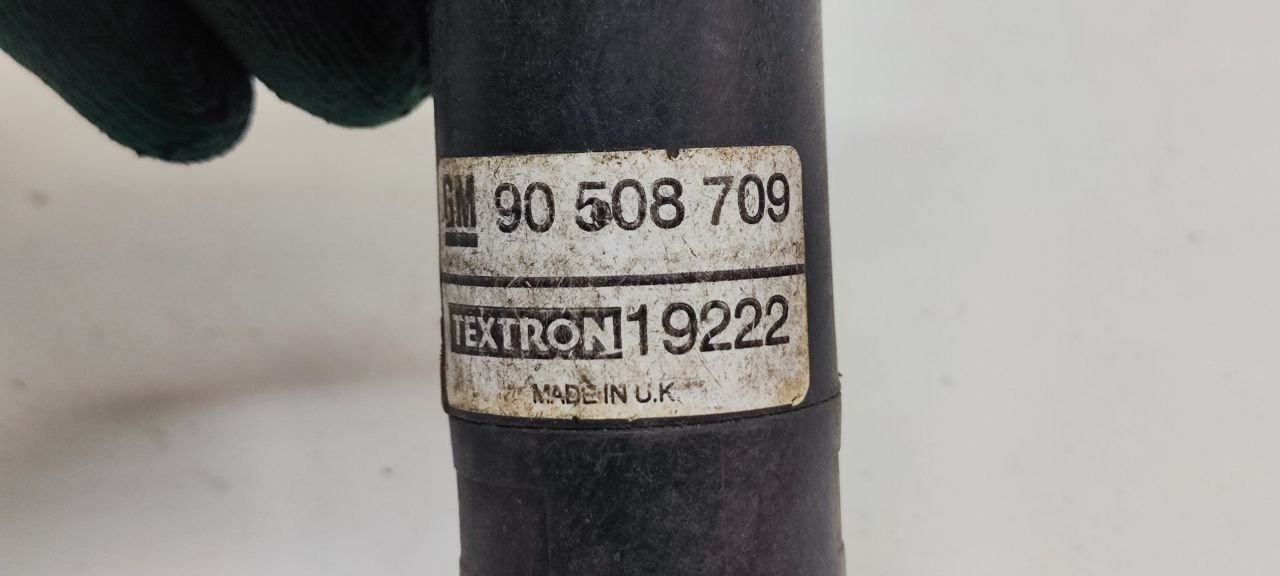 GM 90 508 709
TEXTRON 19222
MADE IN U.K.